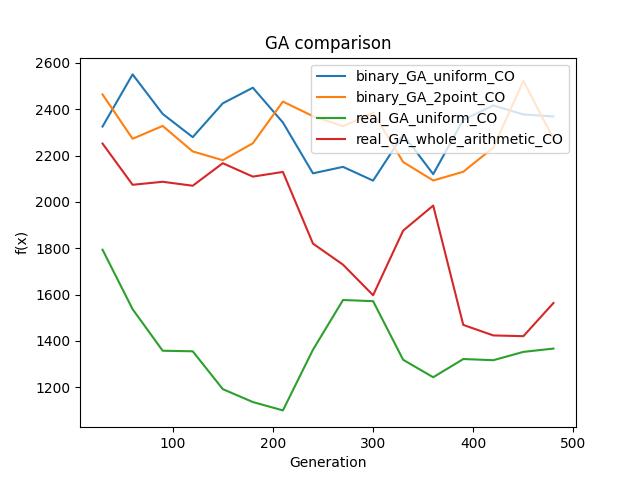 GA comparison
binary_GA_uniform_CO
binary_GA_2point_CO
real_GA_uniform_CO
real_GA_whole_arithmetic_CO
f(x)
2600
2400
2200
2000
1800
1600
1400
1200
100 200 300 400 500
Generation